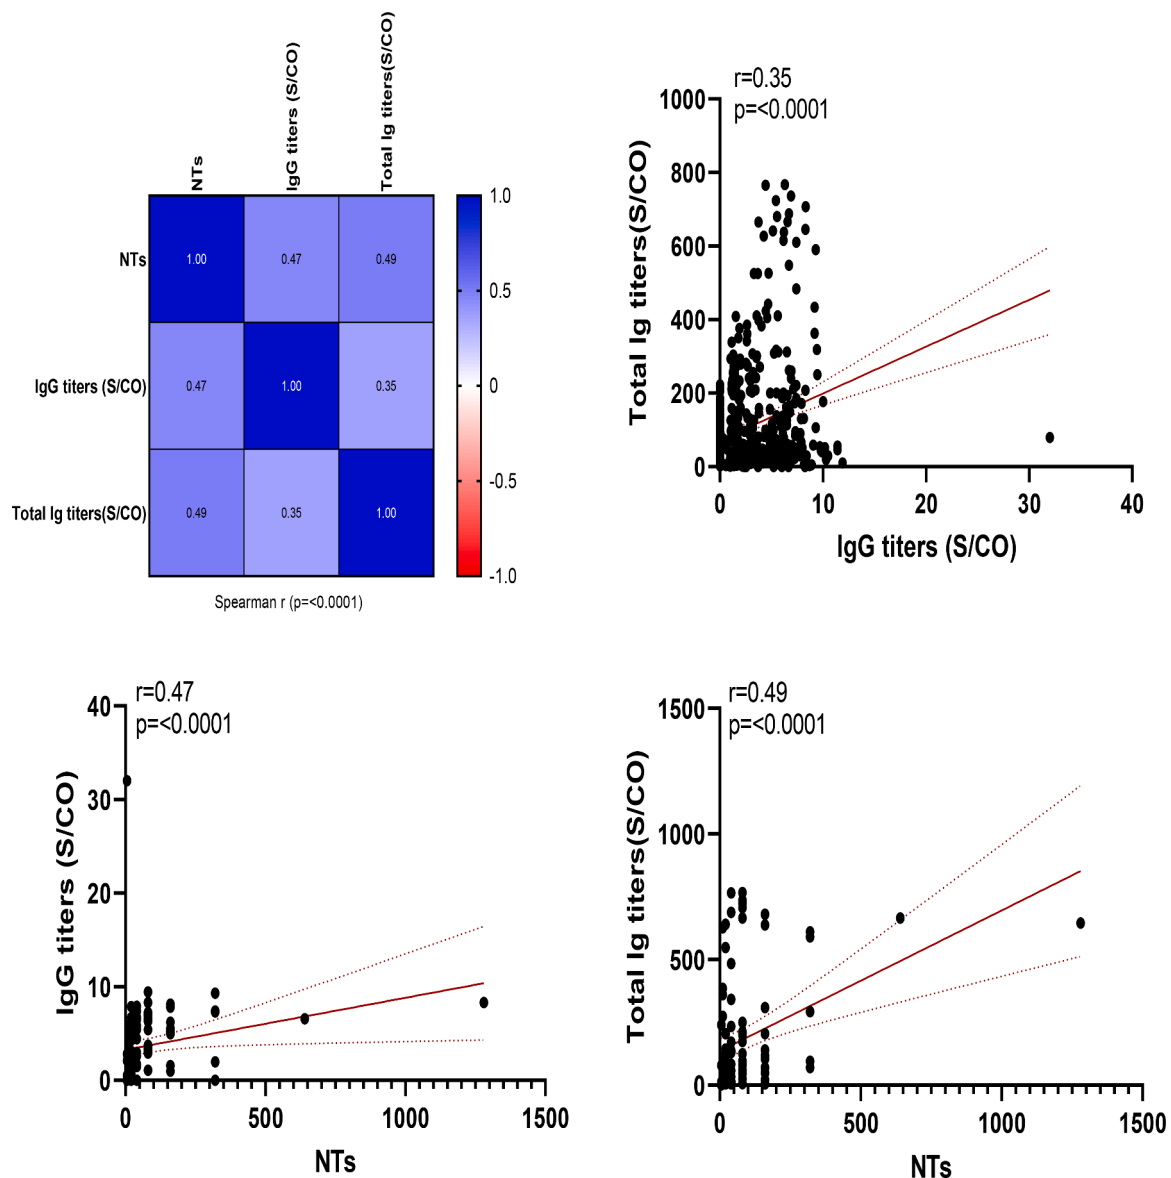 NTs
IgG titers (S/CO)
Total Ig titers(S/CO)
NTs
1.00
0.47
0.49
IgG titers (S/CO)
0.47
1.00
0.35
Total Ig titers(S/CO)
0.49
0.35
1.00
1.0
0.5
0
-0.5
-1.0
Spearman r (p=<0.0001)
r=0.35
p=<0.0001
Total Ig titers(S/CO)
1000
800
600
400
200
0
0
10
20
30
40
IgG titers (S/CO)
r=0.47
p=<0.0001
IgG titers (S/CO)
40
30
20
10
0
0
500
1000
1500
NTs
r=0.49
p=<0.0001
Total Ig titers(S/CO)
1500
1000
500
0
0
500
1000
1500
NTs